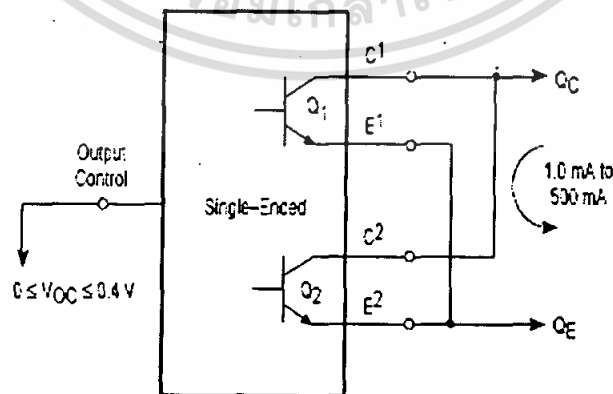 C1
QC
Q1
E1
Output
Control
1.0 mA to
500 mA
Single–Ended
C2
0 ≤ VOC ≤ 0.4 V
Q2
E2
QE